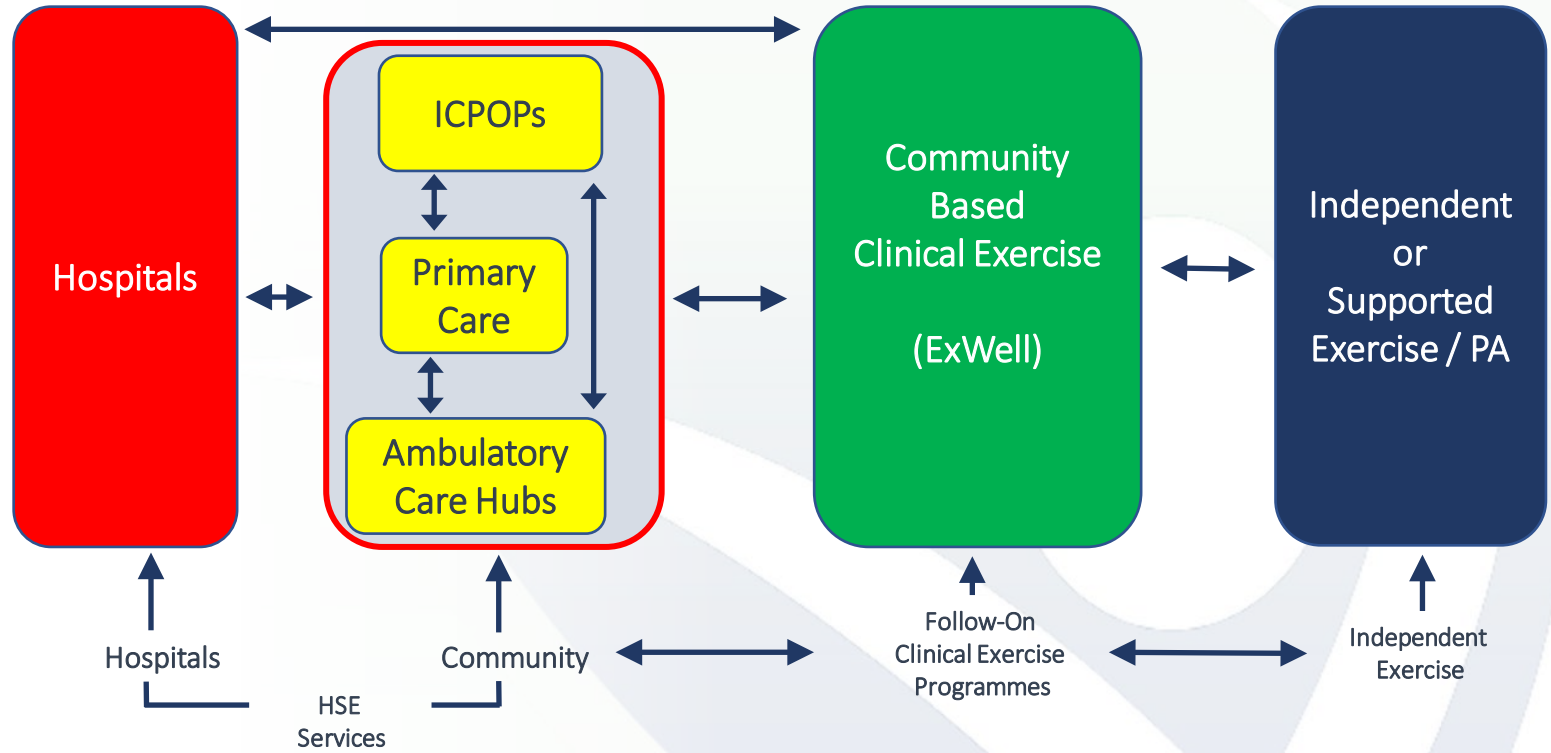 Hospitals
ICPOPs
Primary
Care
Ambulatory
Care Hubs
Community
Based
Clinical Exercise
(ExWell)
Independent
or
Supported
Exercise / PA
Hospitals
Community
HSE
Services
Follow-On
Clinical Exercise
Programmes
Independent
Exercise